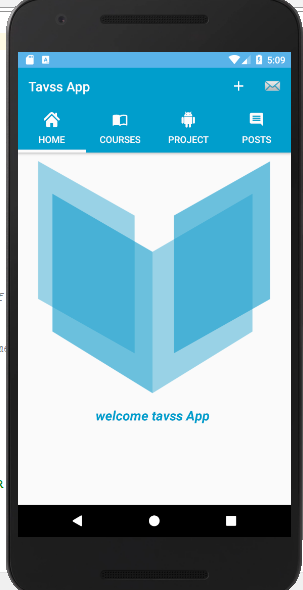 5:09
Tavss App
HOME COURSES PROJECT POSTS
welcome tavss App